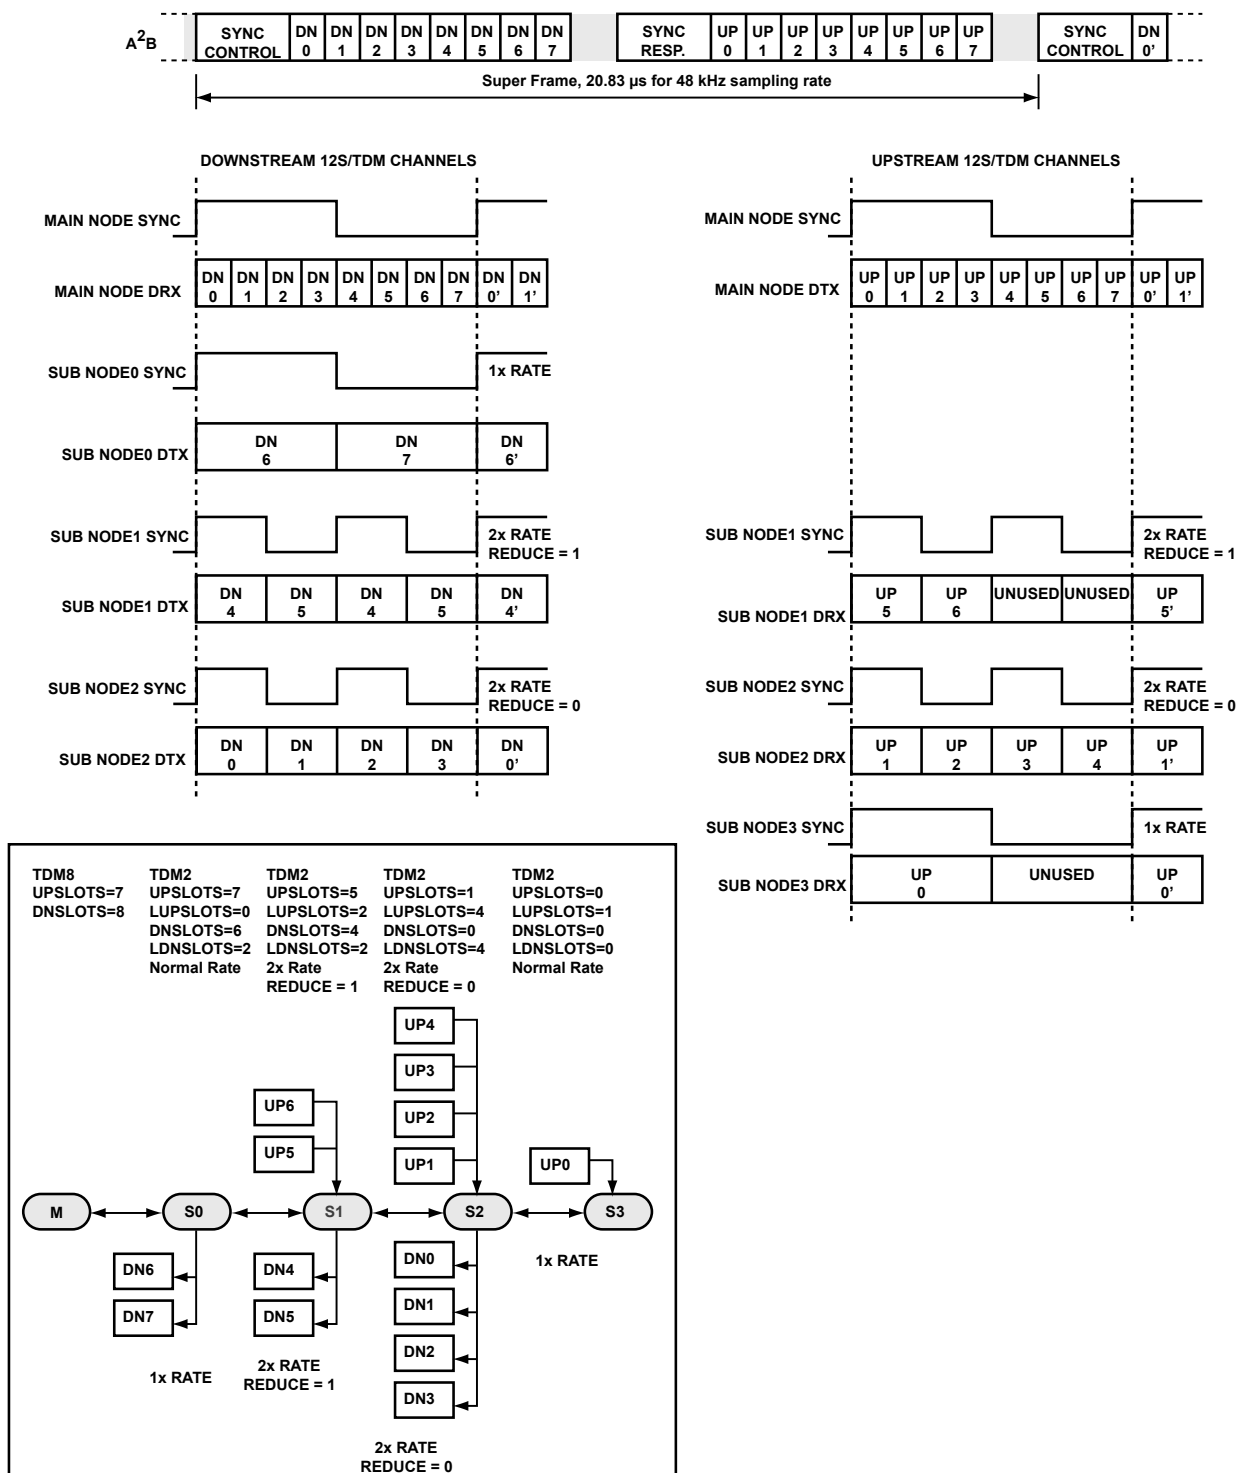 A2B
SYNC CONTROL DN 0 DN 1 DN 2 DN 3 DN 4 DN 5 DN 6 DN 7 SYNC RESP. UP 0 UP 1 UP 2 UP 3 UP 4 UP 5 UP 6 UP 7 SYNC CONTROL DN 0'
Super Frame, 20.83 µs for 48 kHz sampling rate
DOWNSTREAM 12S/TDM CHANNELS
MAIN NODE SYNC
MAIN NODE DRX DN 0 DN 1 DN 2 DN 3 DN 4 DN 5 DN 6 DN 7 DN 0' DN 1'
SUB NODE0 SYNC 1x RATE
SUB NODE0 DTX DN 6 DN 7 DN 6'
SUB NODE1 SYNC 2x RATE
REDUCE = 1
SUB NODE1 DTX DN 4 DN 5 DN 4 DN 5 DN 4'
SUB NODE2 SYNC 2x RATE
REDUCE = 0
SUB NODE2 DTX DN 0 DN 1 DN 2 DN 3 DN 0'
UPSTREAM 12S/TDM CHANNELS
MAIN NODE SYNC
MAIN NODE DTX UP 0 UP 1 UP 2 UP 3 UP 4 UP 5 UP 6 UP 7 UP 0' UP 1'
SUB NODE1 SYNC 2x RATE
REDUCE = 1
SUB NODE1 DRX UP 5 UP 6 UNUSED UNUSED UP 5'
SUB NODE2 SYNC 2x RATE
REDUCE = 0
SUB NODE2 DRX UP 1 UP 2 UP 3 UP 4 UP 1'
SUB NODE3 SYNC 1x RATE
SUB NODE3 DRX UP 0 UNUSED UP 0'
TDM8
UPSLOTS=7
DNSLOTS=8
TDM2
UPSLOTS=7
LUPSLOTS=0
DNSLOTS=6
LDNSLOTS=2
Normal Rate
TDM2
UPSLOTS=5
LUPSLOTS=2
DNSLOTS=4
LDNSLOTS=2
2x Rate
REDUCE = 1
TDM2
UPSLOTS=1
LUPSLOTS=4
DNSLOTS=0
LDNSLOTS=4
2x Rate
REDUCE = 0
TDM2
UPSLOTS=0
LUPSLOTS=1
DNSLOTS=0
LDNSLOTS=0
Normal Rate
UP4
UP3
UP6
UP2
UP5
UP1
UP0
M S0 S1 S2 S3
DN6
DN7
1x RATE
DN4
DN5
2x RATE
REDUCE = 1
DN0
DN1
DN2
DN3
2x RATE
REDUCE = 0
1x RATE